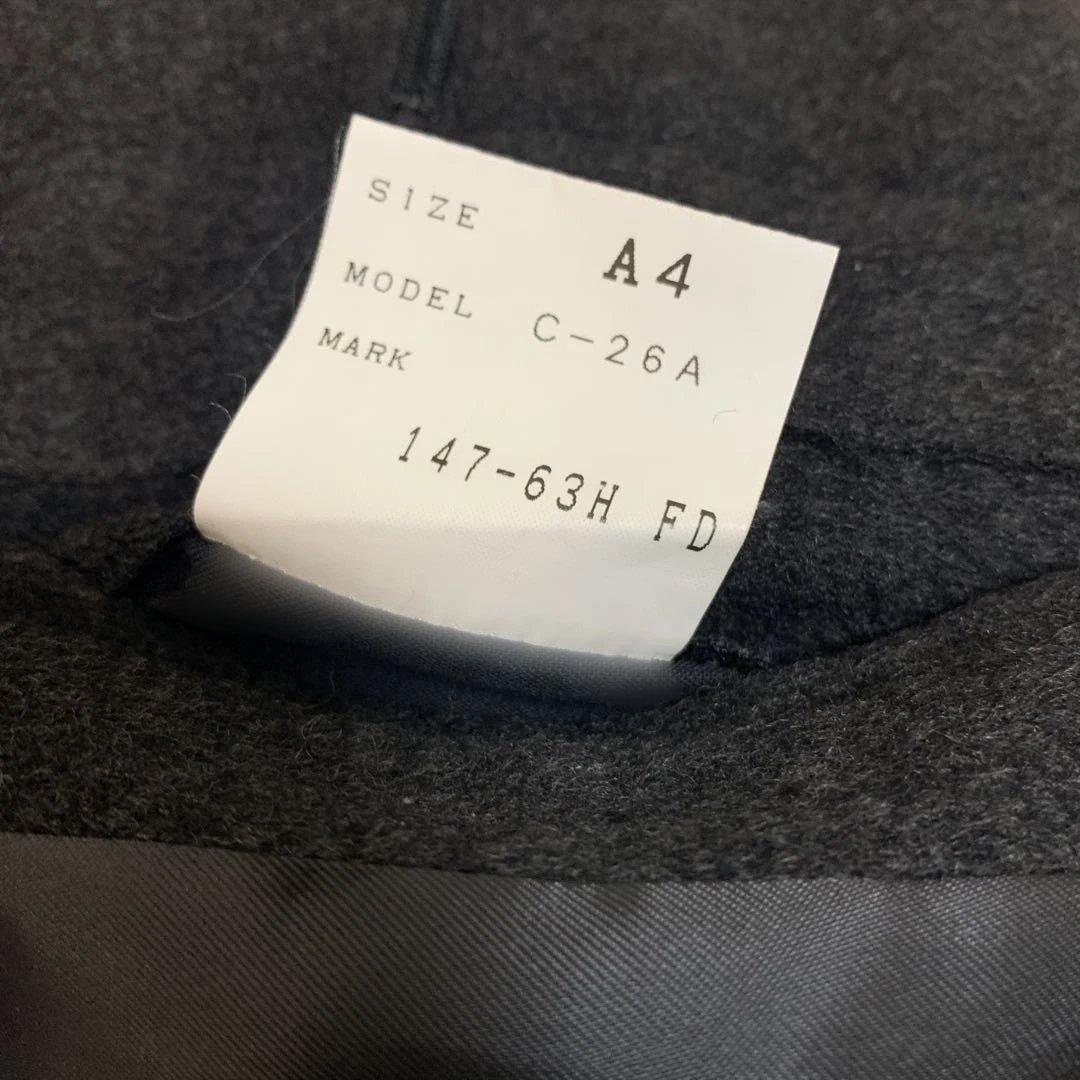 SIZE A4
MODEL C-26A
MARK
147-63H FD